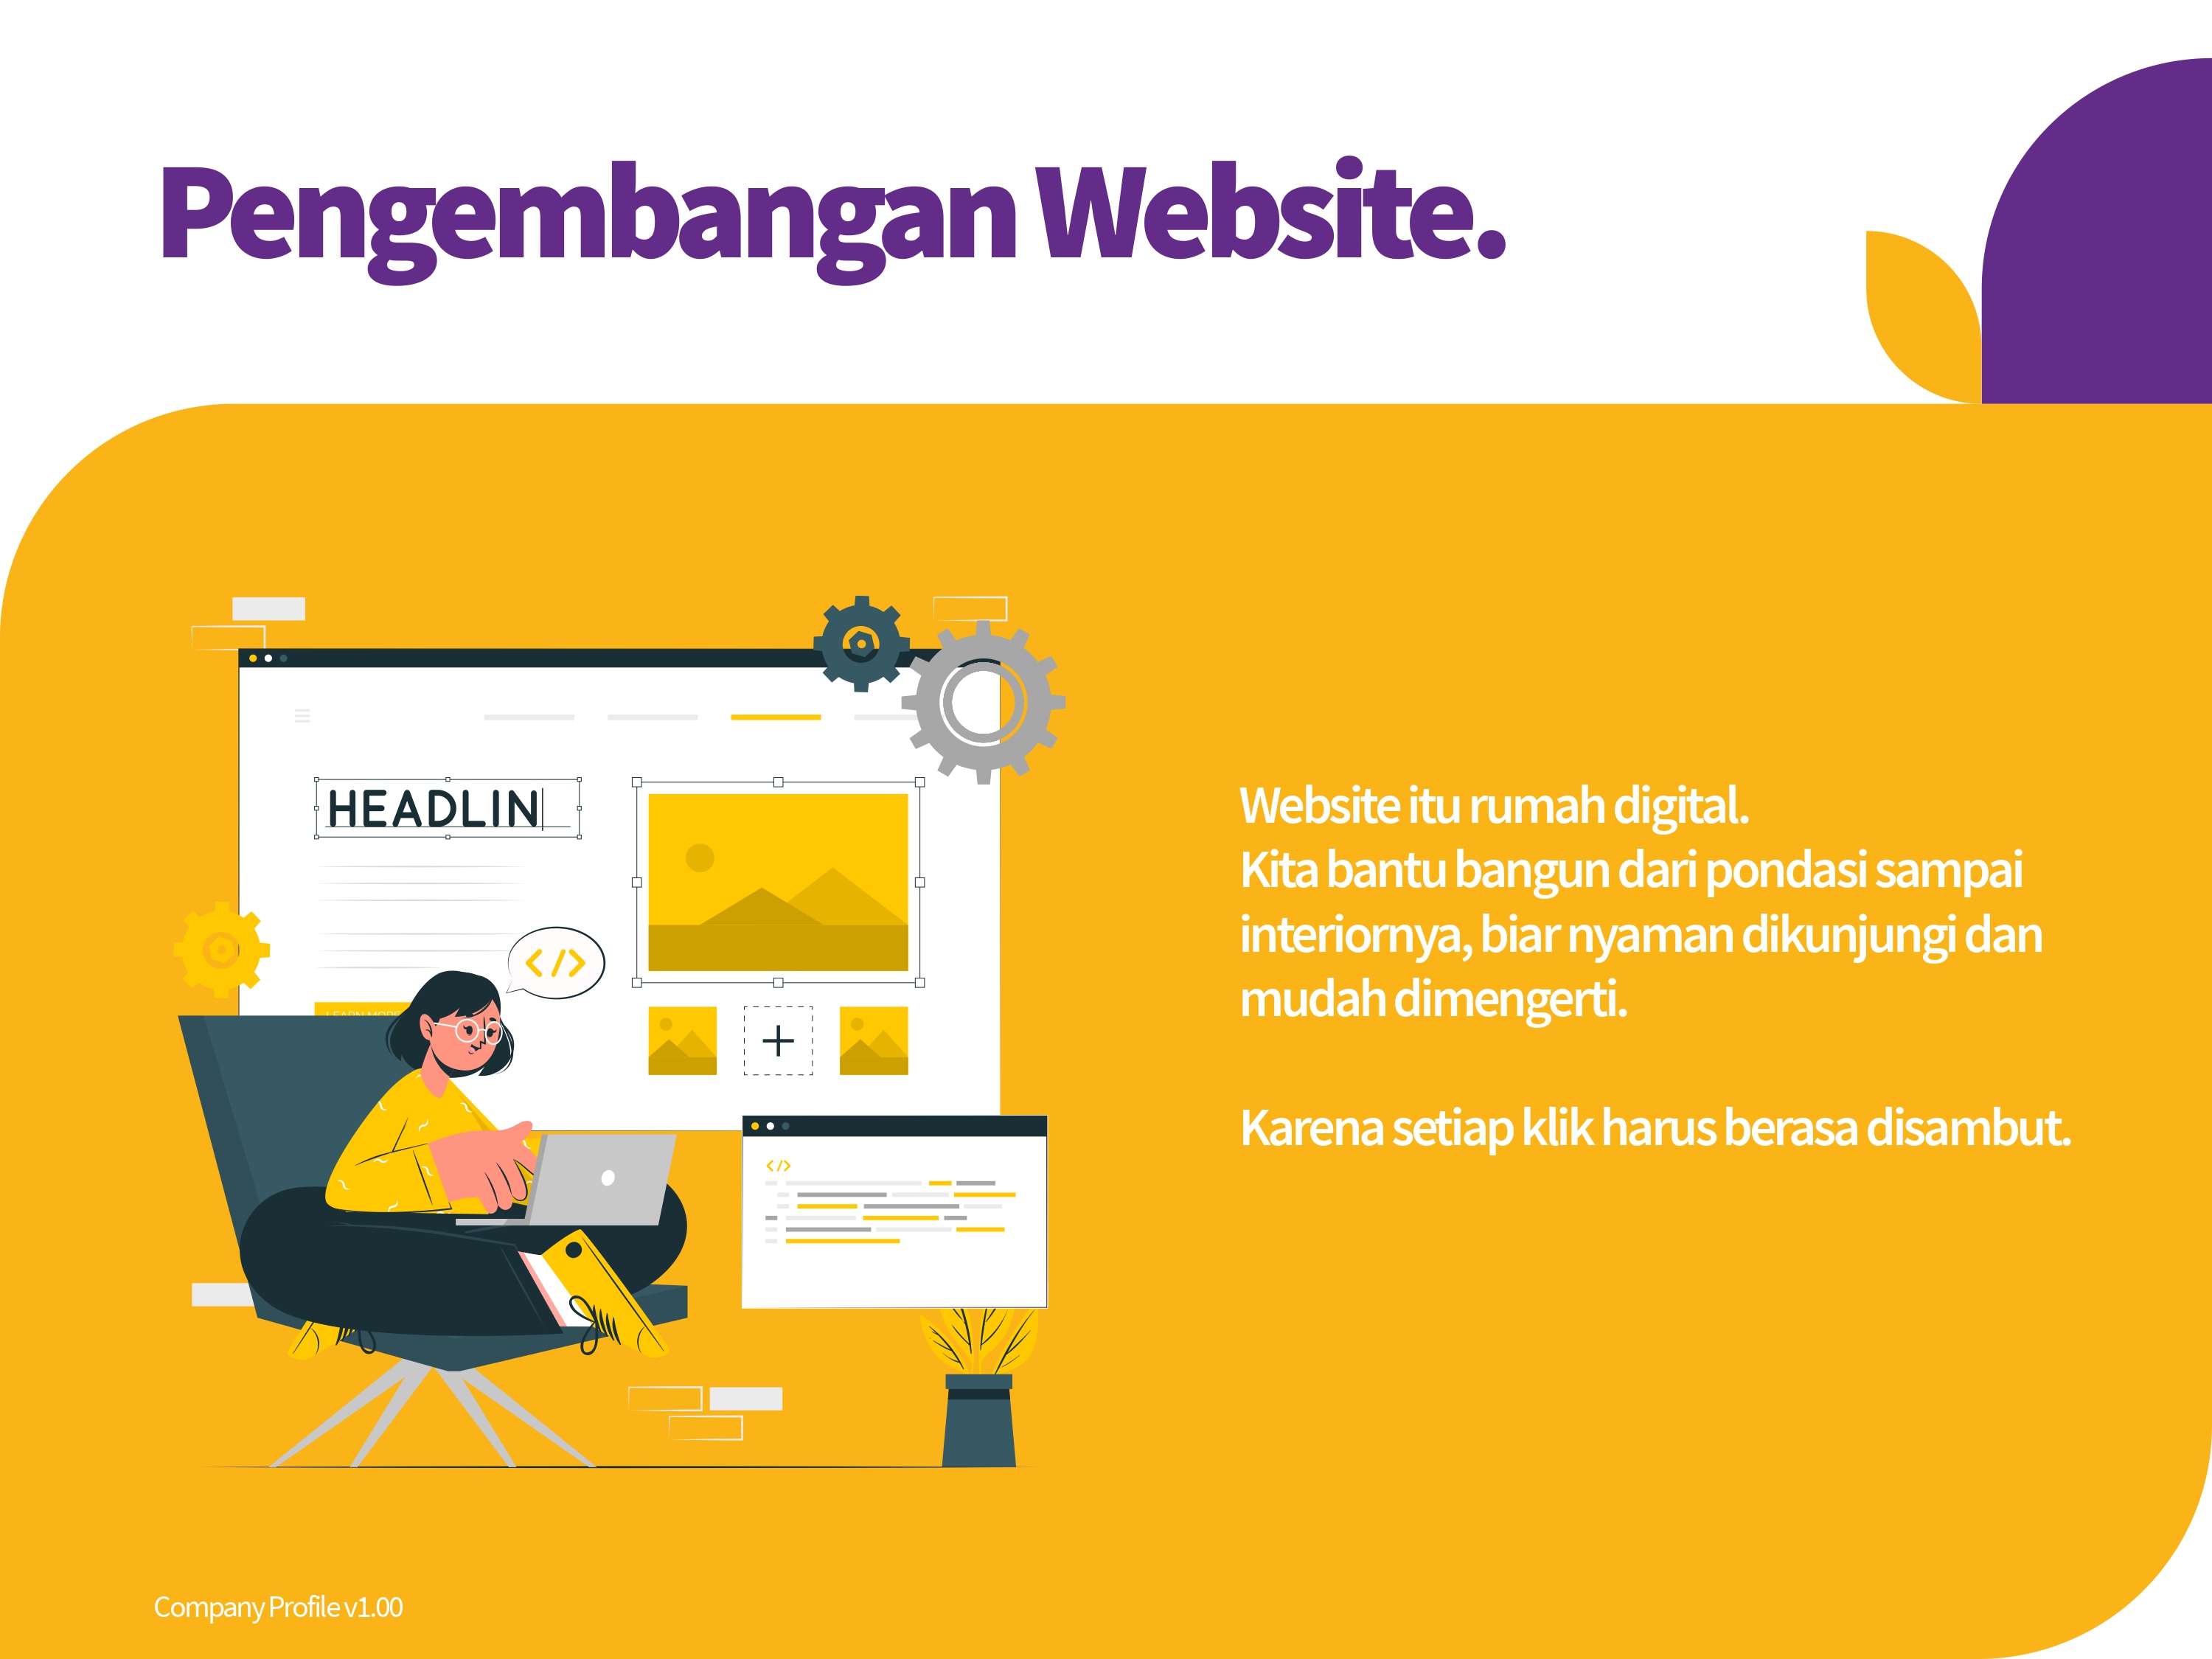 Pengembangan Website.
HEADLIN
</>
LEARN MORE
</>
Website itu rumah digital.
Kita bantu bangun dari pondasi sampai
interiornya, biar nyaman dikunjungi dan
mudah dimengerti.
Karena setiap klik harus berasa disambut.
Company Profile v1.00